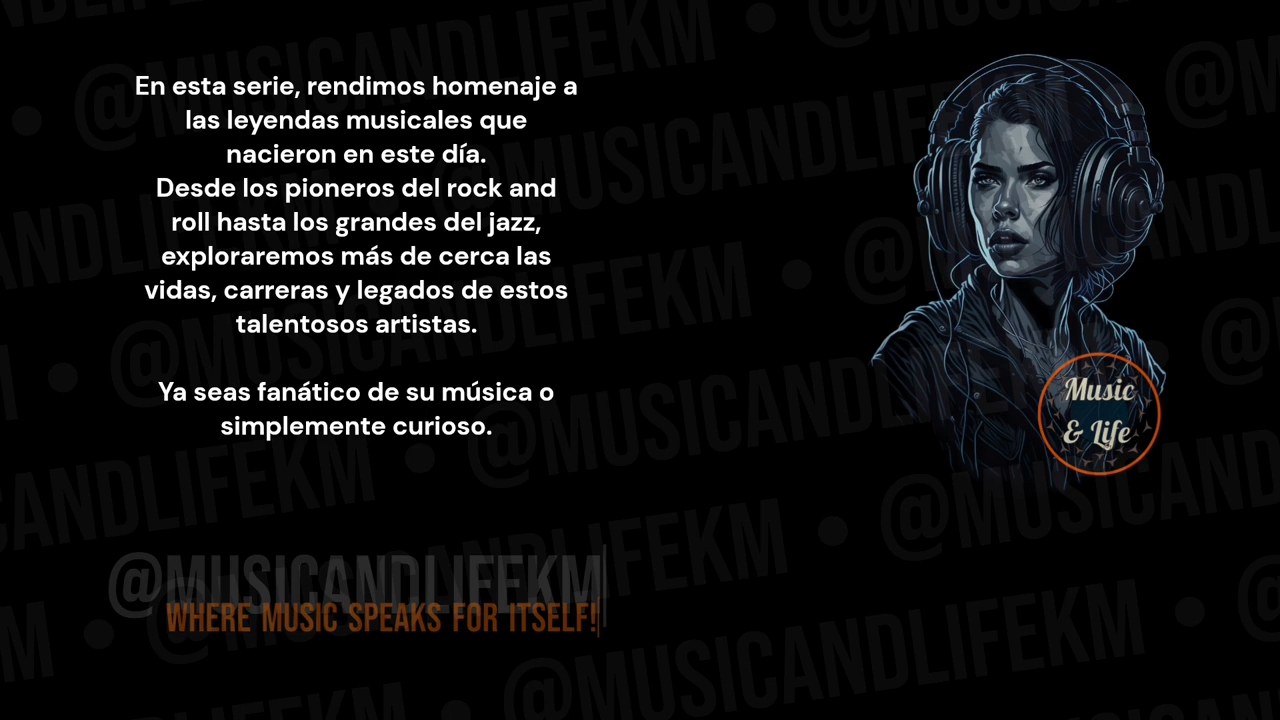 En esta serie, rendimos homenaje a
las leyendas musicales que
nacieron en este día.
Desde los pioneros del rock and
roll hasta los grandes del jazz,
exploraremos más de cerca las
vidas, carreras y legados de estos
talentosos artistas.
Ya seas fanático de su música o
simplemente curioso.
Music
& Life
@MUSICANDLIFEKM
WHERE MUSIC SPEAKS FOR ITSELF!